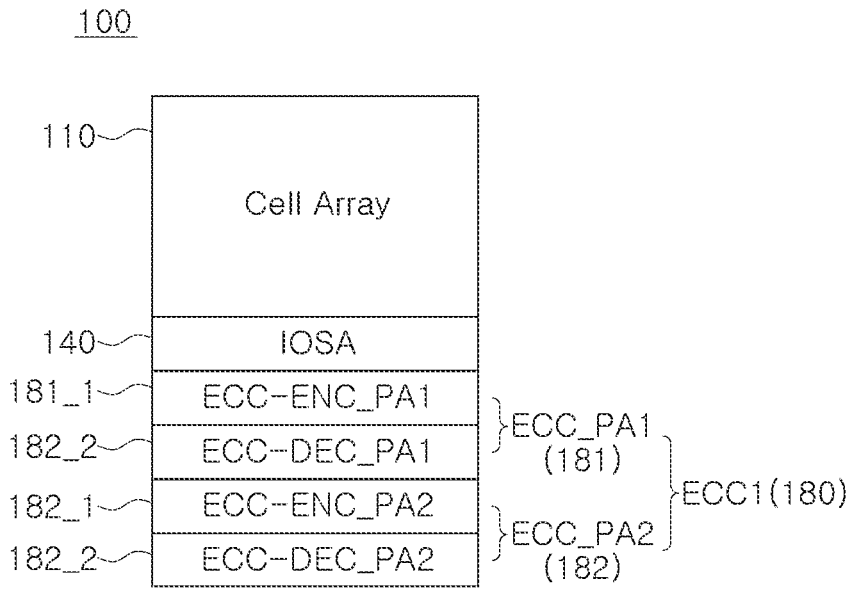 100
110
Cell Array
140
IOSA
181_1
ECC-ENC_PA1
182_2
ECC-DEC_PA1
ECC_PA1
(181)
182_1
ECC-ENC_PA2
ECC1(180)
182_2
ECC-DEC_PA2
ECC_PA2
(182)